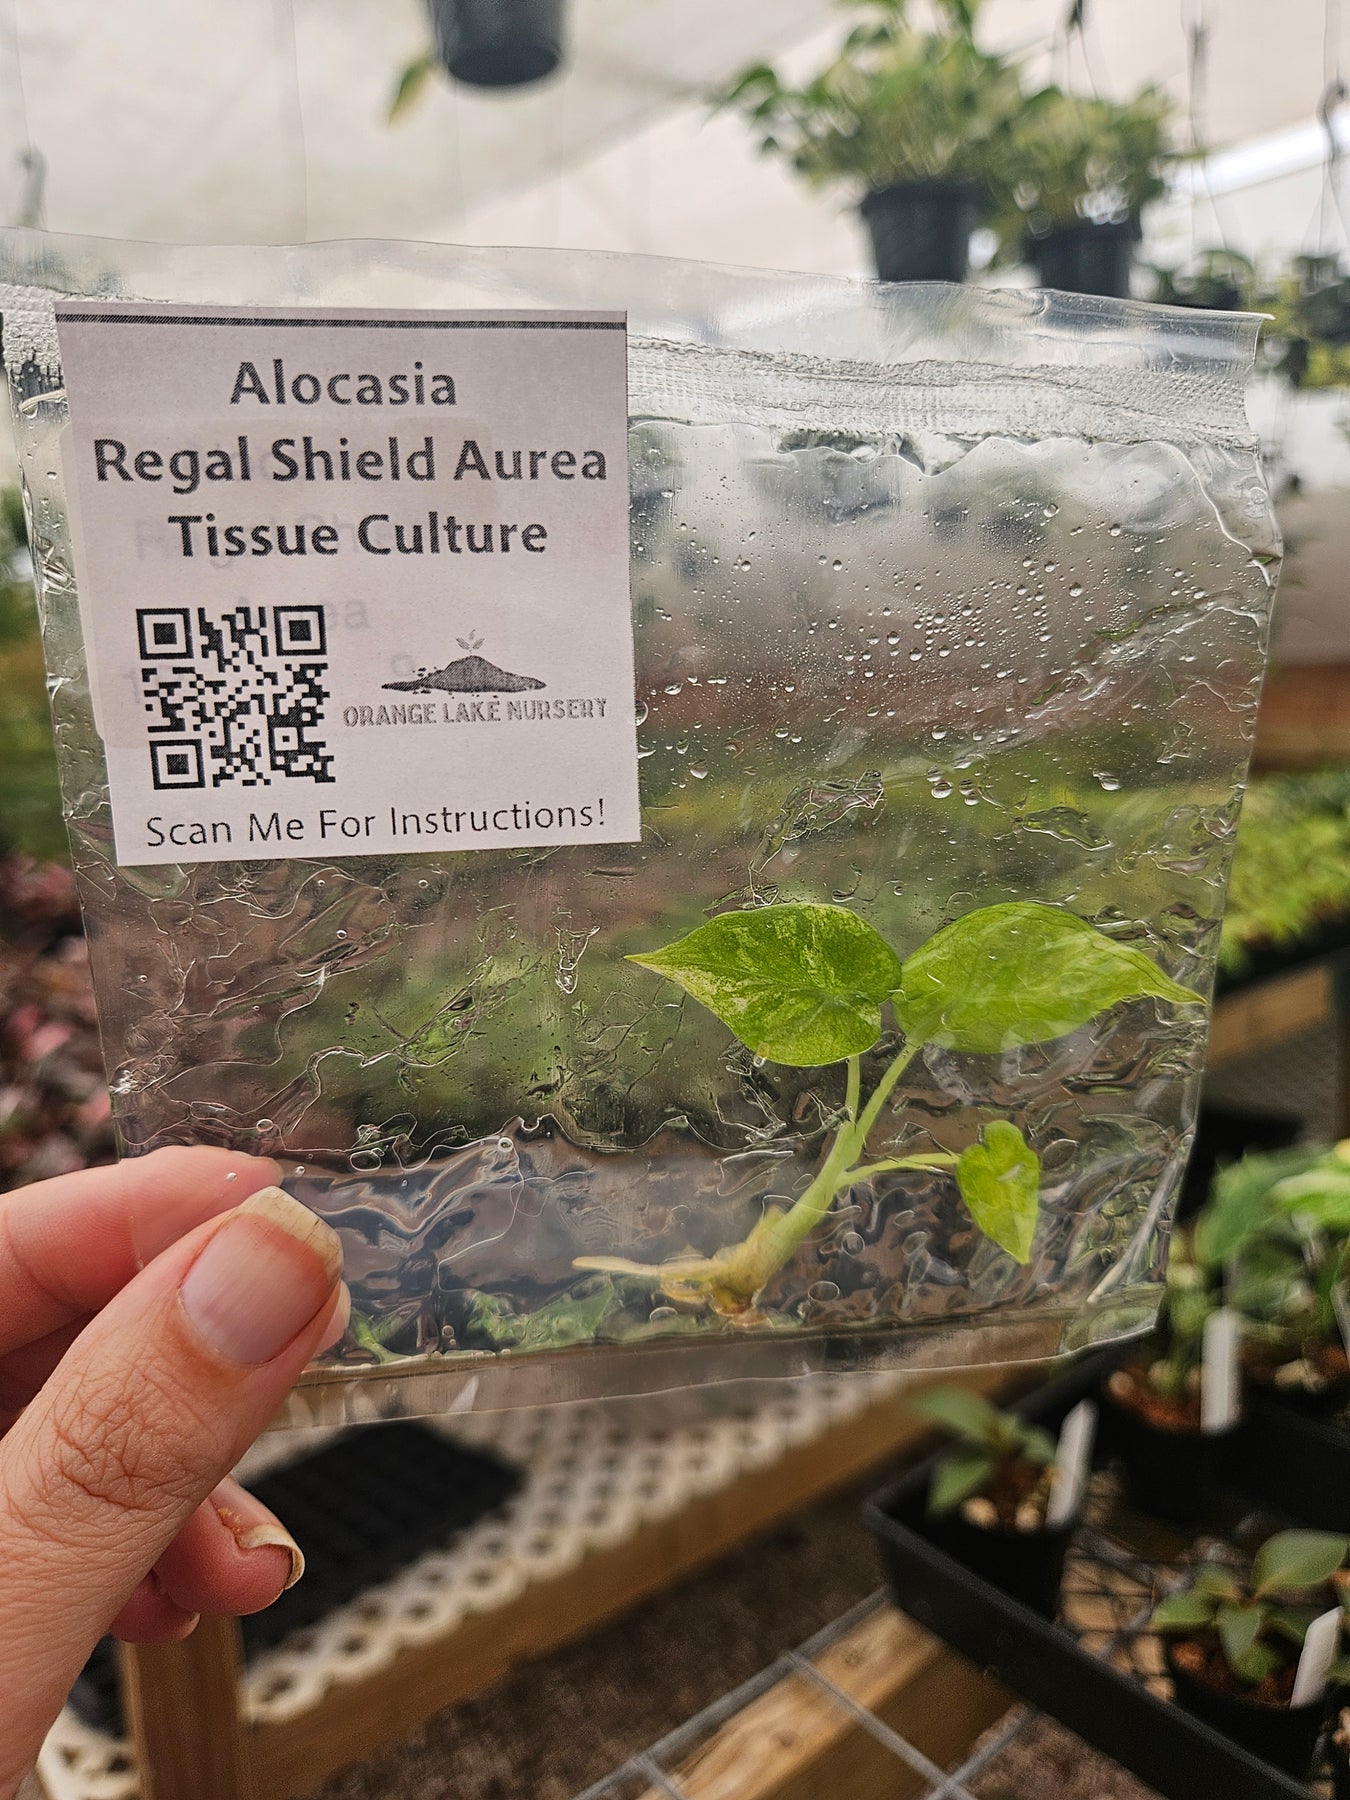 Alocasia
Regal Shield Aurea
Tissue Culture
ORANGE LAKE NURSERY
Scan Me For Instructions!